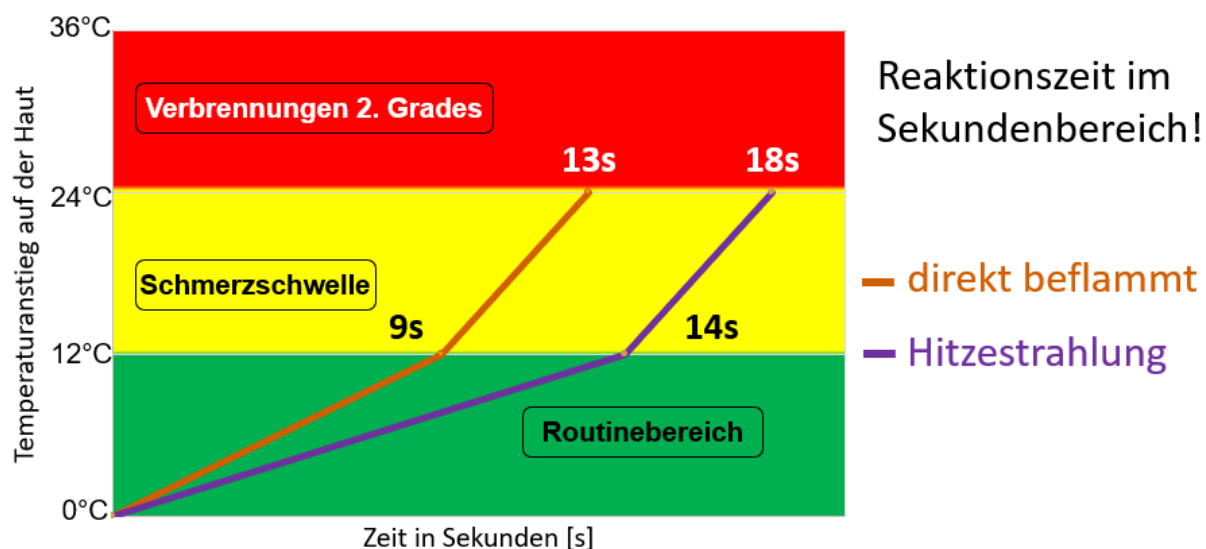 36°C
Verbrennungen 2. Grades
13s
18s
24°C
Schmerzschwelle
9s
14s
12°C
Routinebereich
0°C
Temperaturanstieg auf der Haut
Zeit in Sekunden [s]
Reaktionszeit im
Sekundenbereich!
direkt beflammt
Hitzestrahlung